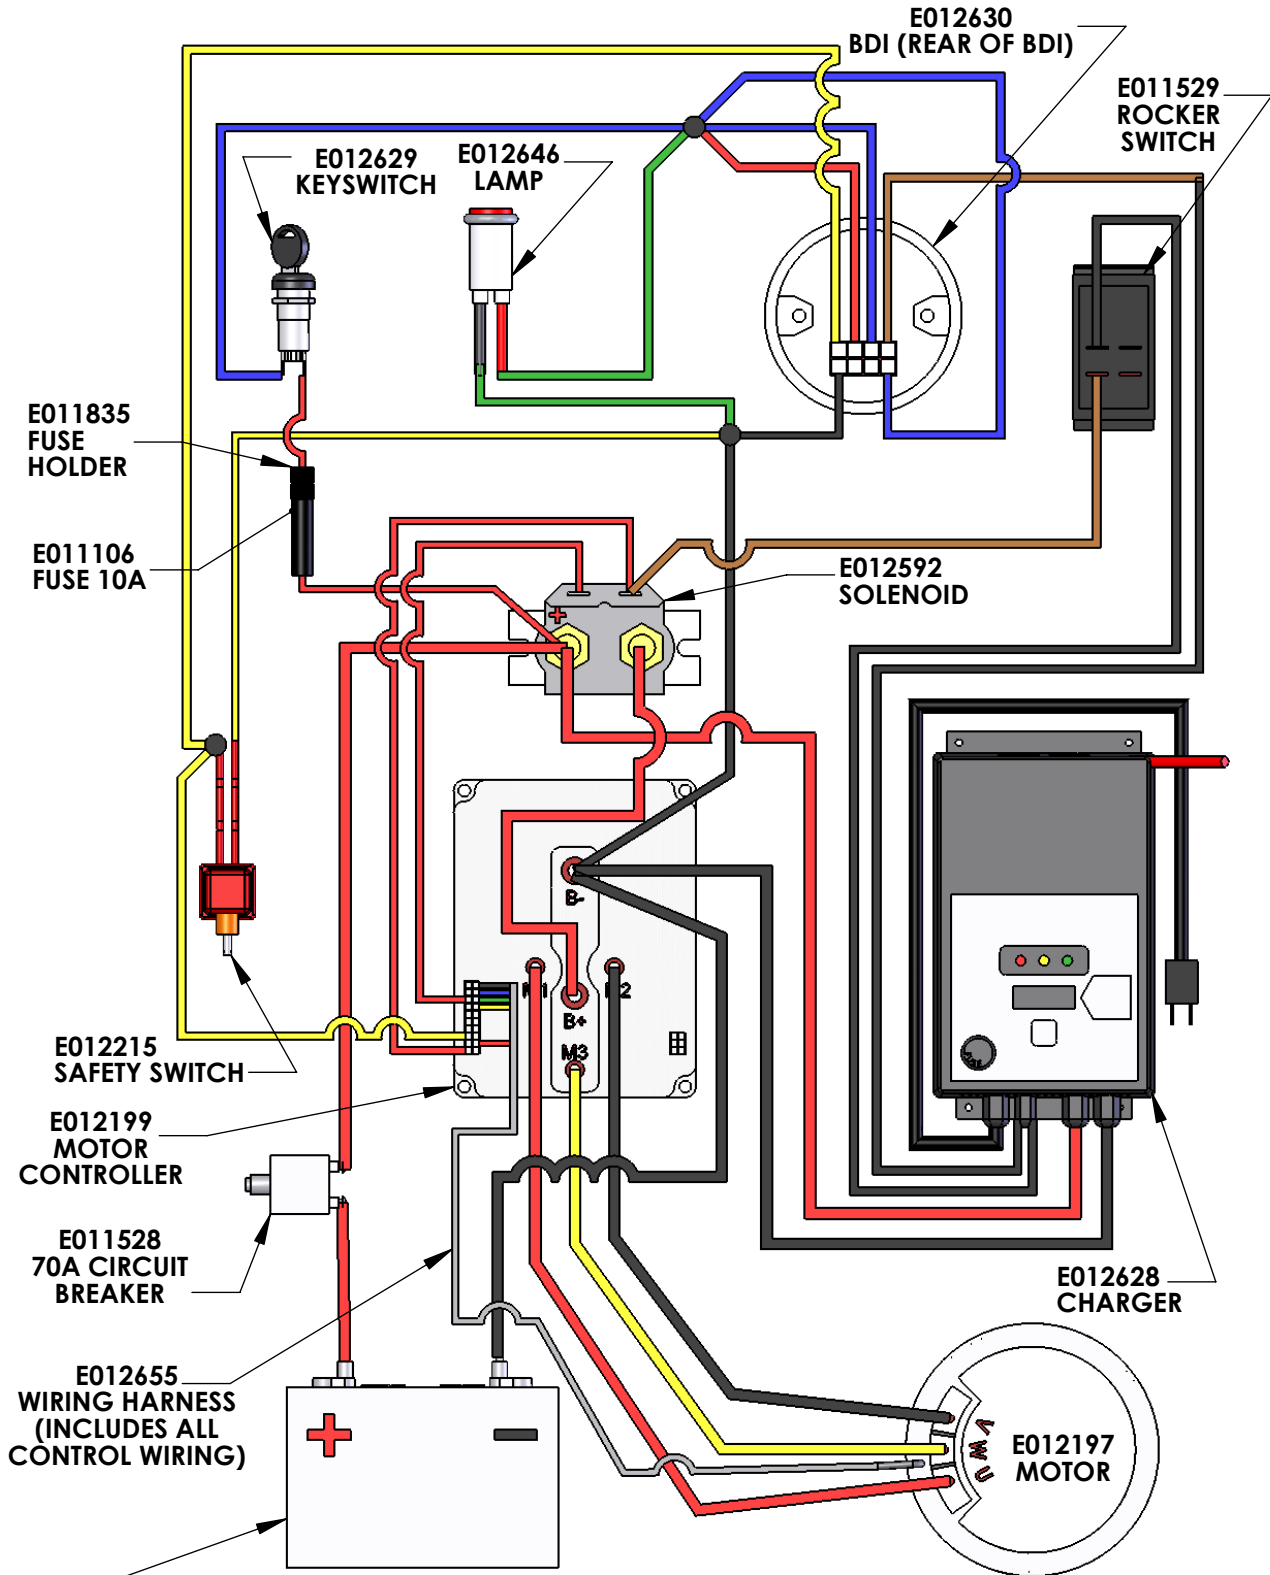 E012630
BDI (REAR OF BDI)
E011529
ROCKER
SWITCH
E012629
KEYSWITCH
E012646
LAMP
E011835
FUSE
HOLDER
E011106
FUSE 10A
E012592
SOLENOID
+
B-
M2
B+
M3
E012215
SAFETY SWITCH
E012199
MOTOR
CONTROLLER
E011528
70A CIRCUIT
BREAKER
E012628
CHARGER
E012655
WIRING HARNESS
(INCLUDES ALL
CONTROL WIRING)
+ −
V
W
U
E012197
MOTOR